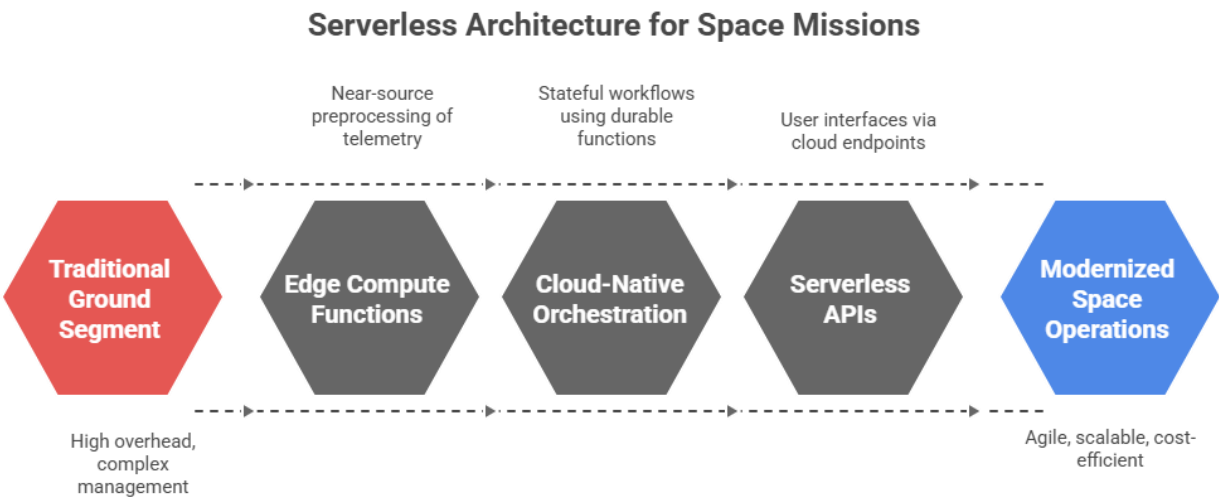 Serverless Architecture for Space Missions
Near-source
preprocessing of
telemetry
Stateful workflows
using durable
functions
User interfaces via
cloud endpoints
Traditional
Ground
Segment
Edge Compute
Functions
Cloud-Native
Orchestration
Serverless
APIs
Modernized
Space
Operations
High overhead,
complex
management
Agile, scalable, cost-
efficient